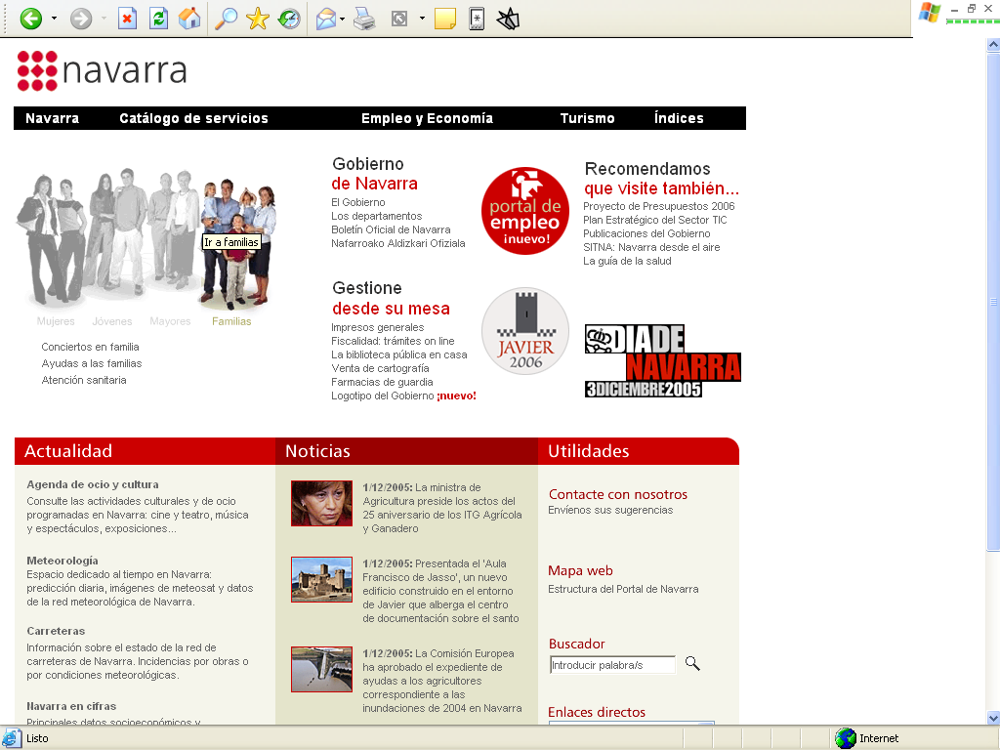 navarra
Navarra
Catálogo de servicios
Empleo y Economía
Turismo
Índices
Ir a familias
Mujeres
Jóvenes
Mayores
Familias
Conciertos en familia
Ayudas a las familias
Atención sanitaria
Gobierno
de Navarra
El Gobierno
Los departamentos
Boletín Oficial de Navarra
Nafarroako Aldizkari Ofiziala
portal de
empleo
¡nuevo!
Recomendamos
que visite también...
Proyecto de Presupuestos 2006
Plan Estratégico del Sector TIC
Publicaciones del Gobierno
SITNA: Navarra desde el aire
La guía de la salud
Gestione
desde su mesa
Impresos generales
Fiscalidad: trámites on line
La biblioteca pública en casa
Venta de cartografía
Farmacias de guardia
Logotipo del Gobierno ¡nuevo!
JAVIER
2006
DIADE
NAVARRA
3DICIEMBRE2005
Actualidad
Agenda de ocio y cultura
Consulte las actividades culturales y de ocio
programadas en Navarra: cine y teatro, música
y espectáculos, exposiciones...
Meteorología
Espacio dedicado al tiempo en Navarra:
predicción diaria, imágenes de meteosat y datos
de la red meteorológica de Navarra.
Carreteras
Información sobre el estado de la red de
carreteras de Navarra. Incidencias por obras o
por condiciones meteorológicas.
Navarra en cifras
Principales datos socioeconómicos y
Noticias
1/12/2005: La ministra de
Agricultura preside los actos del
25 aniversario de los ITG Agrícola
y Ganadero
1/12/2005: Presentada el 'Aula
Francisco de Jasso', un nuevo
edificio construido en el entorno
de Javier que alberga el centro
de documentación sobre el santo
1/12/2005: La Comisión Europea
ha aprobado el expediente de
ayudas a los agricultores
correspondiente a las
inundaciones de 2004 en Navarra
Utilidades
Contacte con nosotros
Envíenos sus sugerencias
Mapa web
Estructura del Portal de Navarra
Buscador
Introducir palabra/s
Enlaces directos
Listo
Internet